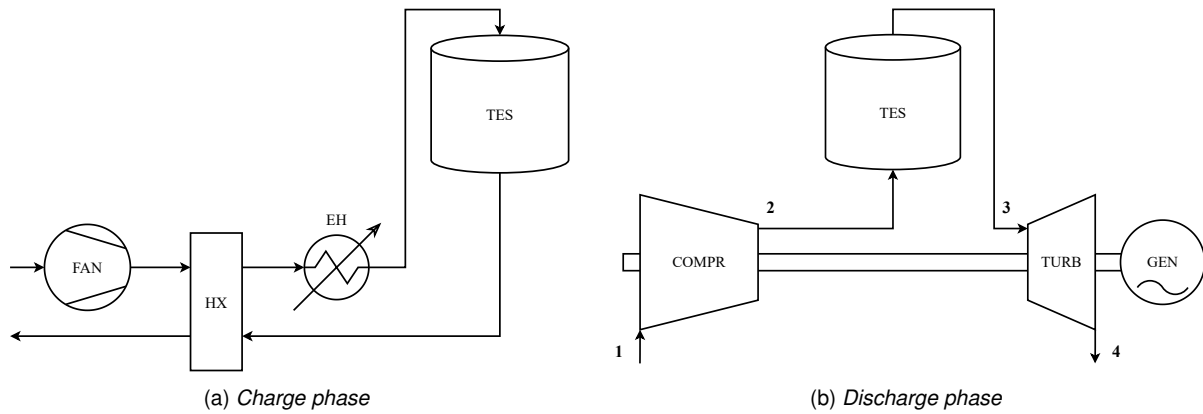 TES
EH
FAN
HX
(a) Charge phase
TES
2
3
COMPR
TURB
GEN
1
4
(b) Discharge phase